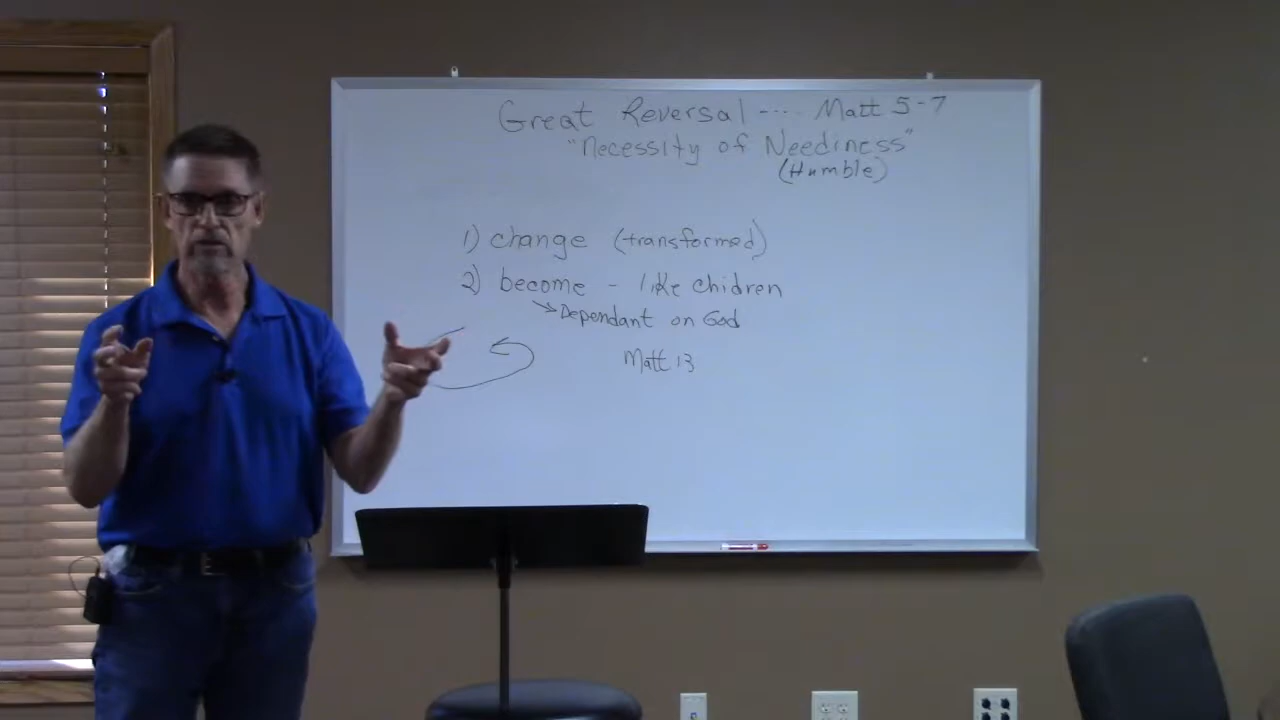 Great Reversal .... Matt 5-7
"Necessity of Neediness"
(Humble)
1) change (transformed)
2) become - like chidren
Dependant on God
Matt 13